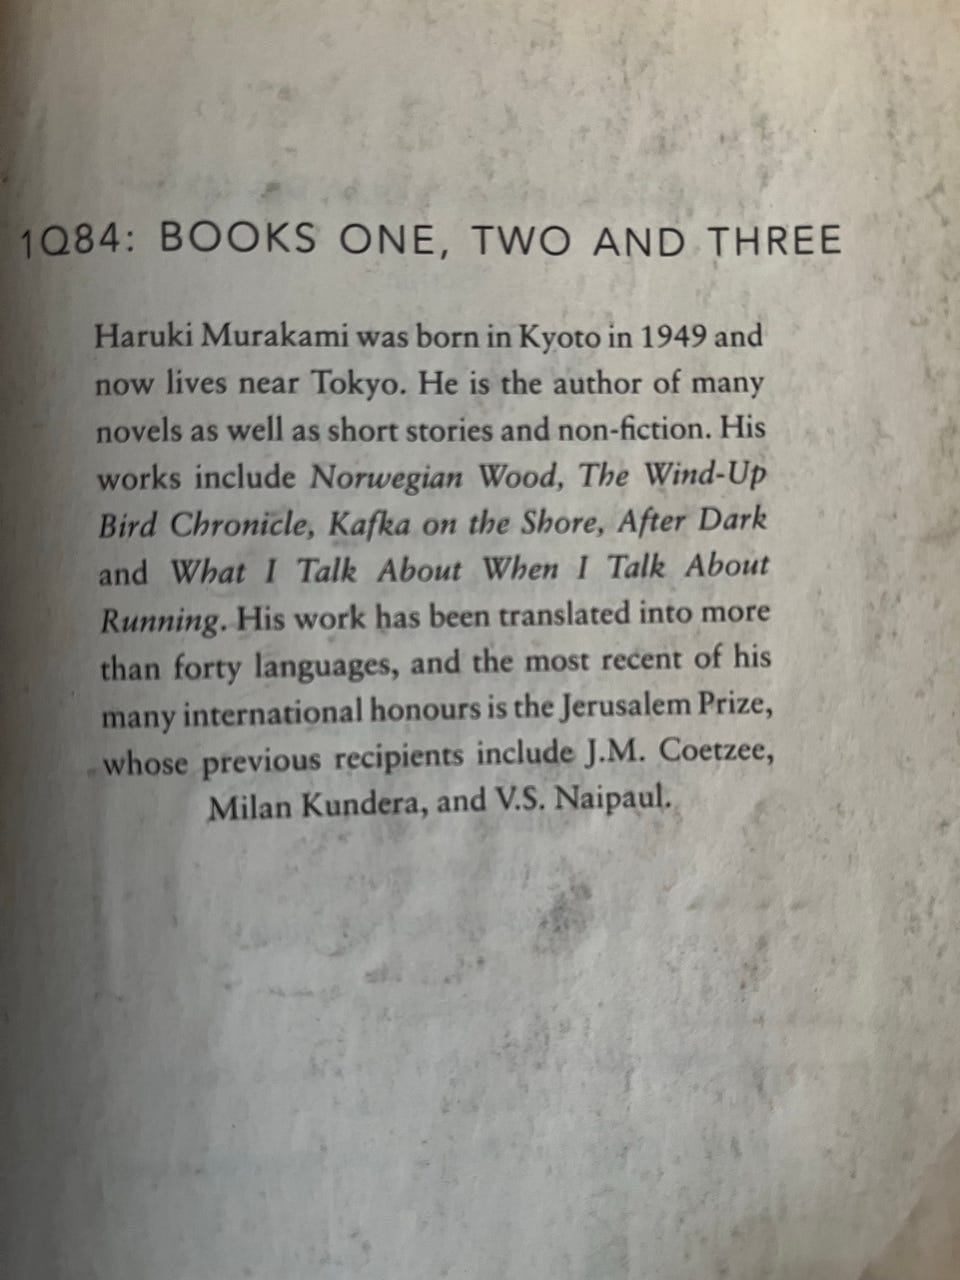 1Q84: BOOKS ONE, TWO AND THREE
Haruki Murakami was born in Kyoto in 1949 and
now lives near Tokyo. He is the author of many
novels as well as short stories and non-fiction. His
works include Norwegian Wood, The Wind-Up
Bird Chronicle, Kafka on the Shore, After Dark
and What I Talk About When I Talk About
Running. His work has been translated into more
than forty languages, and the most recent of his
many international honours is the Jerusalem Prize,
whose previous recipients include J.M. Coetzee,
Milan Kundera, and V.S. Naipaul.